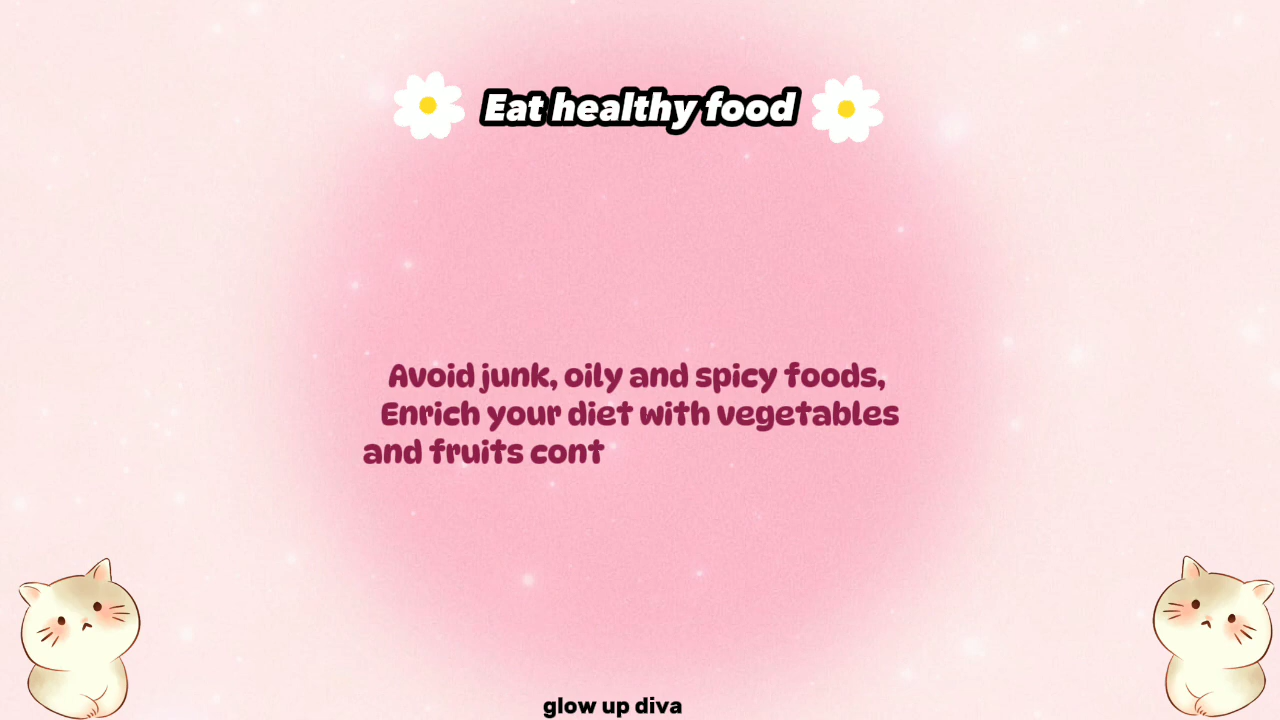 Eat healthy food
Avoid junk, oily and spicy foods,
Enrich your diet with vegetables
and fruits cont
glow up diva